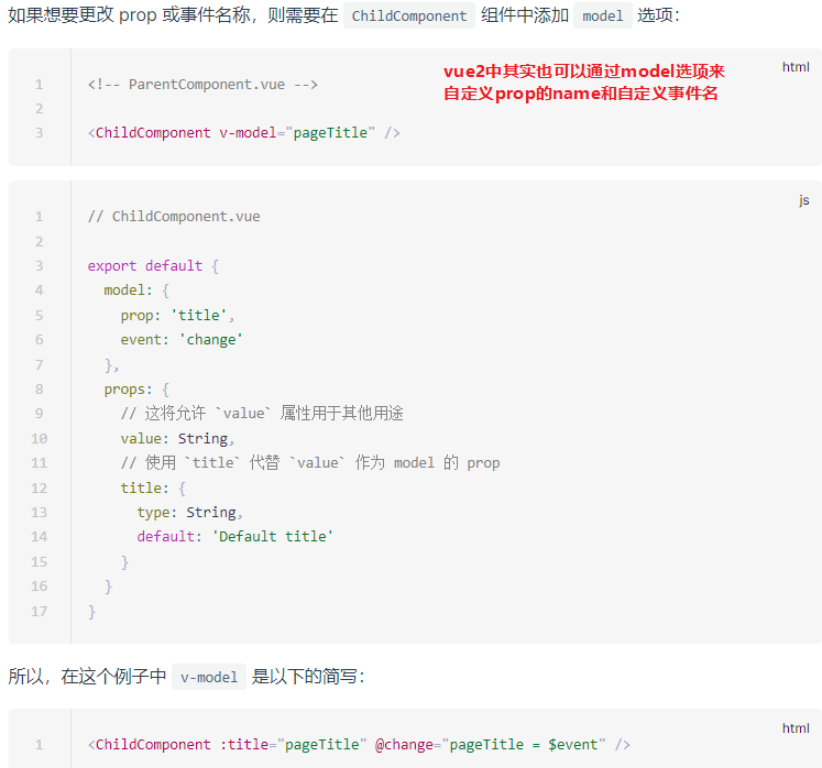 如果想要更改 prop 或事件名称，则需要在 ChildComponent 组件中添加 model 选项：
vue2中其实也可以通过model选项来
自定义prop的name和自定义事件名
html
1 <!-- ParentComponent.vue -->
2
3 <ChildComponent v-model="pageTitle" />
js
1 // ChildComponent.vue
2
3 export default {
4 model: {
5 prop: 'title',
6 event: 'change'
7 },
8 props: {
9 // 这将允许 `value` 属性用于其他用途
10 value: String,
11 // 使用 `title` 代替 `value` 作为 model 的 prop
12 title: {
13 type: String,
14 default: 'Default title'
15 }
16 }
17 }
所以，在这个例子中 v-model 是以下的简写：
html
1 <ChildComponent :title="pageTitle" @change="pageTitle = $event" />